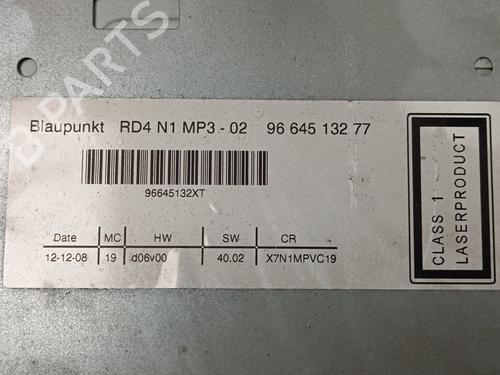 B-PARTS
Blaupunkt RD4 N1 MP3 - 02 96 645 132 77
96645132XT
Date MC HW SW CR
12-12-08 19 d06v00 40.02 X7N1MPVC19
CLASS 1
LASERPRODUCT